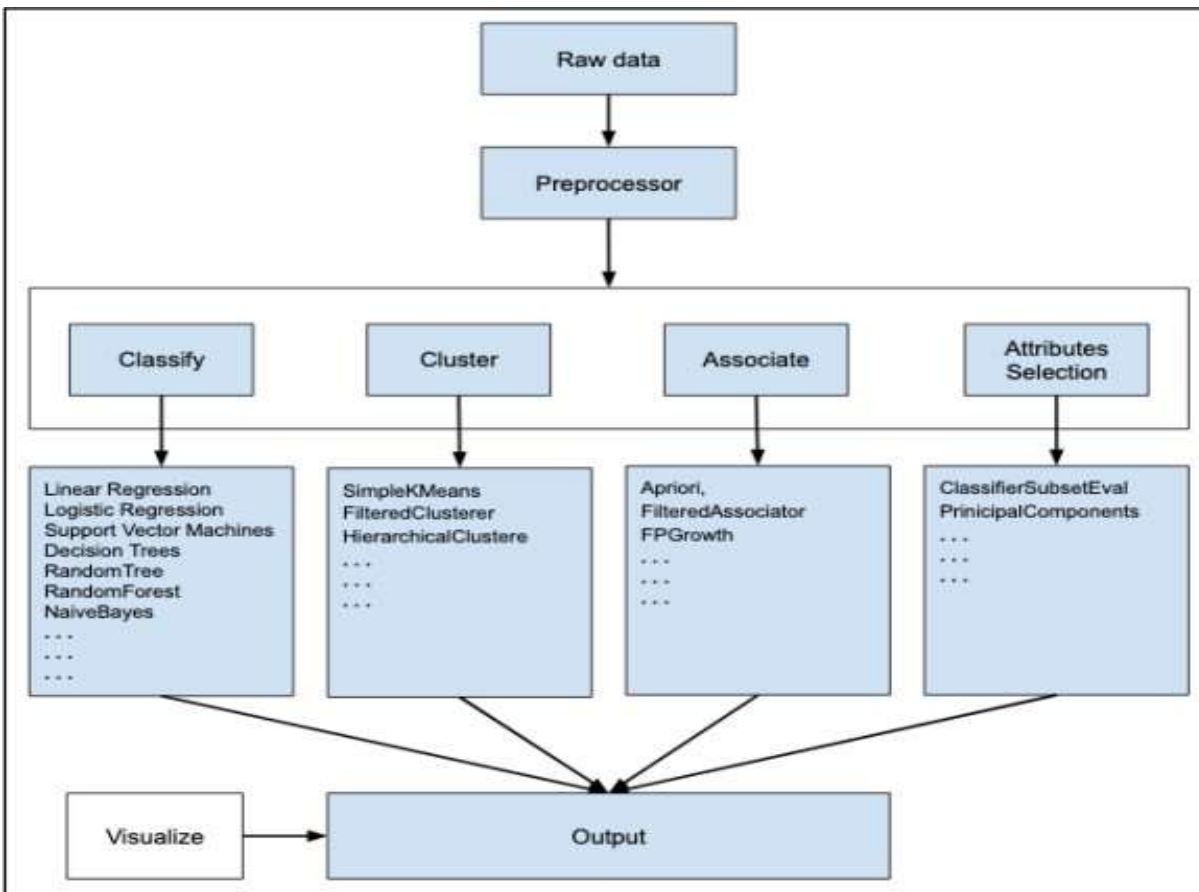 Raw data
Preprocessor
Classify
Cluster
Associate
Attributes
Selection
Linear Regression
Logistic Regression
Support Vector Machines
Decision Trees
RandomTree
RandomForest
NaiveBayes
. . .
. . .
. . .
SimpleKMeans
FilteredClusterer
HierarchicalClustere
. . .
. . .
. . .
Apriori,
FilteredAssociator
FPGrowth
. . .
. . .
. . .
ClassifierSubsetEval
PrinicipalComponents
. . .
. . .
. . .
Visualize
Output